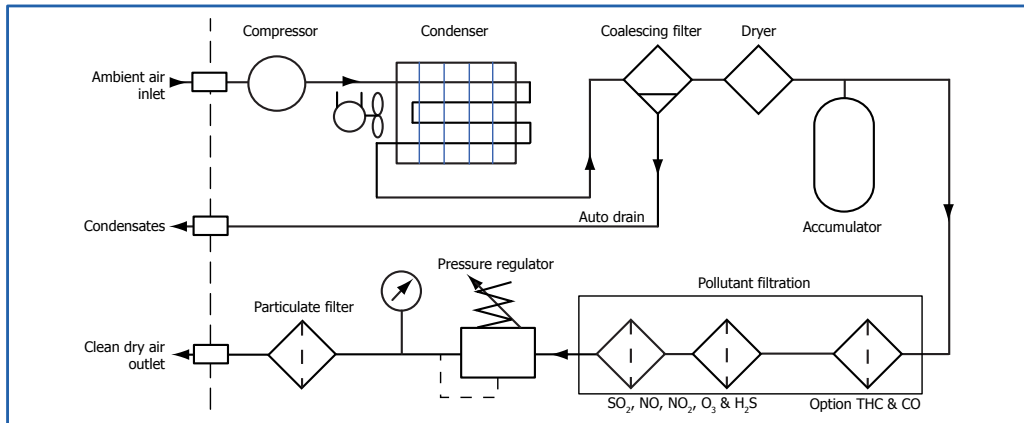 Compressor
Condenser
Coalescing filter
Dryer
Ambient air
inlet
Condensates
Auto drain
Accumulator
Pressure regulator
Pollutant filtration
Particulate filter
Clean dry air
outlet
SO₂, NO, NO₂, O₃ & H₂S
Option THC & CO